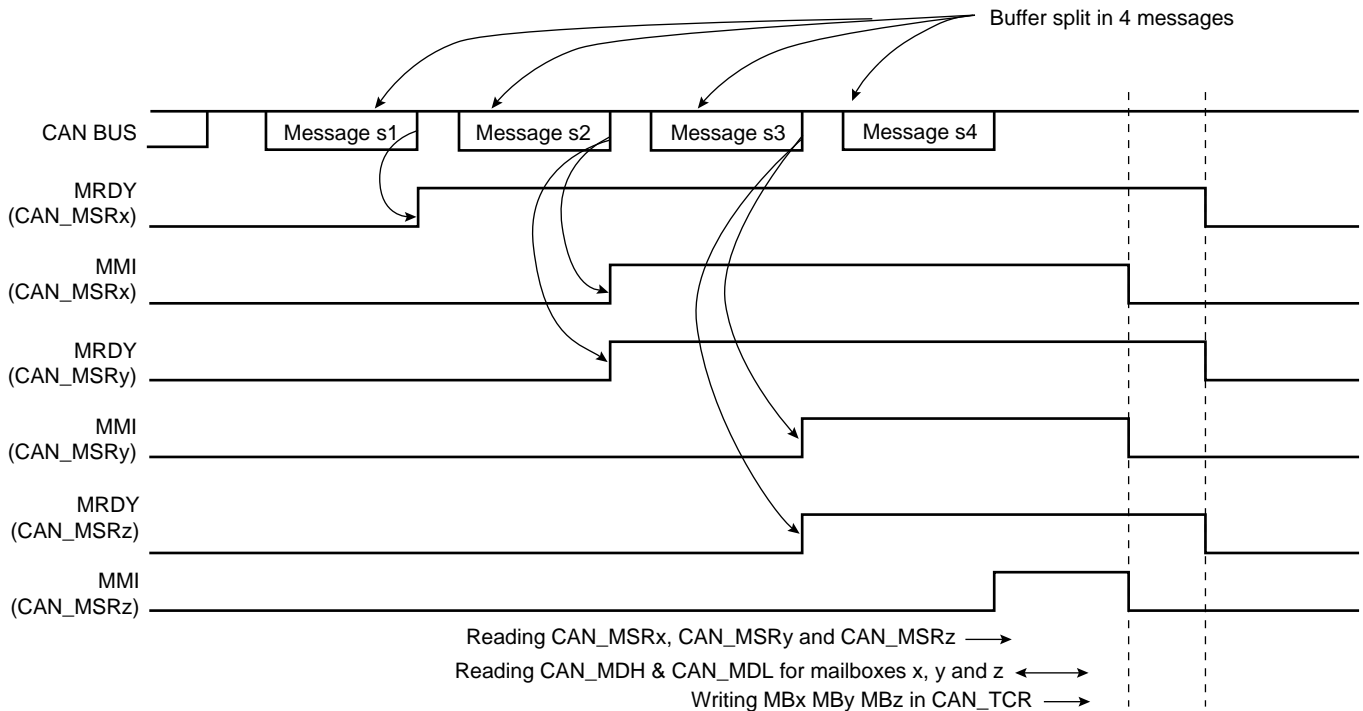 Buffer split in 4 messages
CAN BUS
Message s1
Message s2
Message s3
Message s4
MRDY
(CAN_MSRx)
MMI
(CAN_MSRx)
MRDY
(CAN_MSRy)
MMI
(CAN_MSRy)
MRDY
(CAN_MSRz)
MMI
(CAN_MSRz)
Reading CAN_MSRx, CAN_MSRy and CAN_MSRz
Reading CAN_MDH & CAN_MDL for mailboxes x, y and z
Writing MBx MBy MBz in CAN_TCR